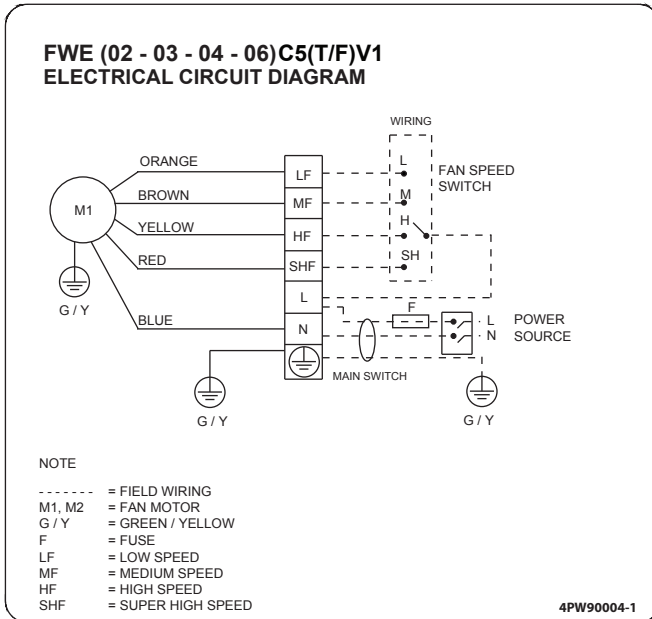 FWE (02 - 03 - 04 - 06)C5(T/F)V1
ELECTRICAL CIRCUIT DIAGRAM
WIRING
ORANGE
BROWN
YELLOW
RED
BLUE
M1
G / Y
LF
MF
HF
SHF
L
N
L
M
H
SH
FAN SPEED
SWITCH
F
L
N
POWER
SOURCE
MAIN SWITCH
G / Y
G / Y
NOTE
------- = FIELD WIRING
M1, M2 = FAN MOTOR
G / Y = GREEN / YELLOW
F = FUSE
LF = LOW SPEED
MF = MEDIUM SPEED
HF = HIGH SPEED
SHF = SUPER HIGH SPEED
4PW90004-1